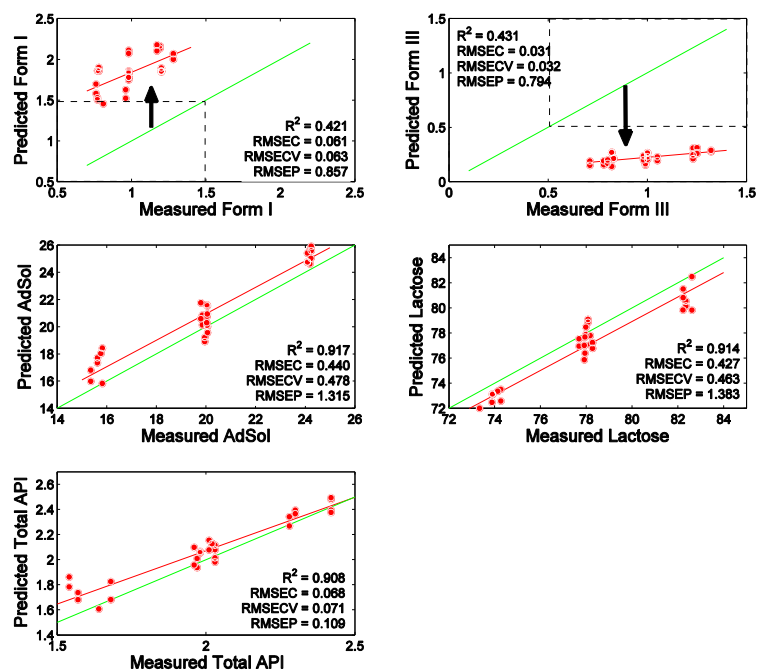 2.5
2
1.5
1
0.5
0.5
1
1.5
2
2.5
Predicted Form I
Measured Form I
R² = 0.421
RMSEC = 0.061
RMSECV = 0.063
RMSEP = 0.857
1.5
1
0.5
0
0
0.5
1
1.5
Predicted Form III
Measured Form III
R² = 0.431
RMSEC = 0.031
RMSECV = 0.032
RMSEP = 0.794
26
24
22
20
18
16
14
14
16
18
20
22
24
26
Predicted AdSol
Measured AdSol
R² = 0.917
RMSEC = 0.440
RMSECV = 0.478
RMSEP = 1.315
84
82
80
78
76
74
72
72
74
76
78
80
82
84
Predicted Lactose
Measured Lactose
R² = 0.914
RMSEC = 0.427
RMSECV = 0.463
RMSEP = 1.383
2.6
2.4
2.2
2
1.8
1.6
1.4
1.5
2
2.5
Predicted Total API
Measured Total API
R² = 0.908
RMSEC = 0.068
RMSECV = 0.071
RMSEP = 0.109